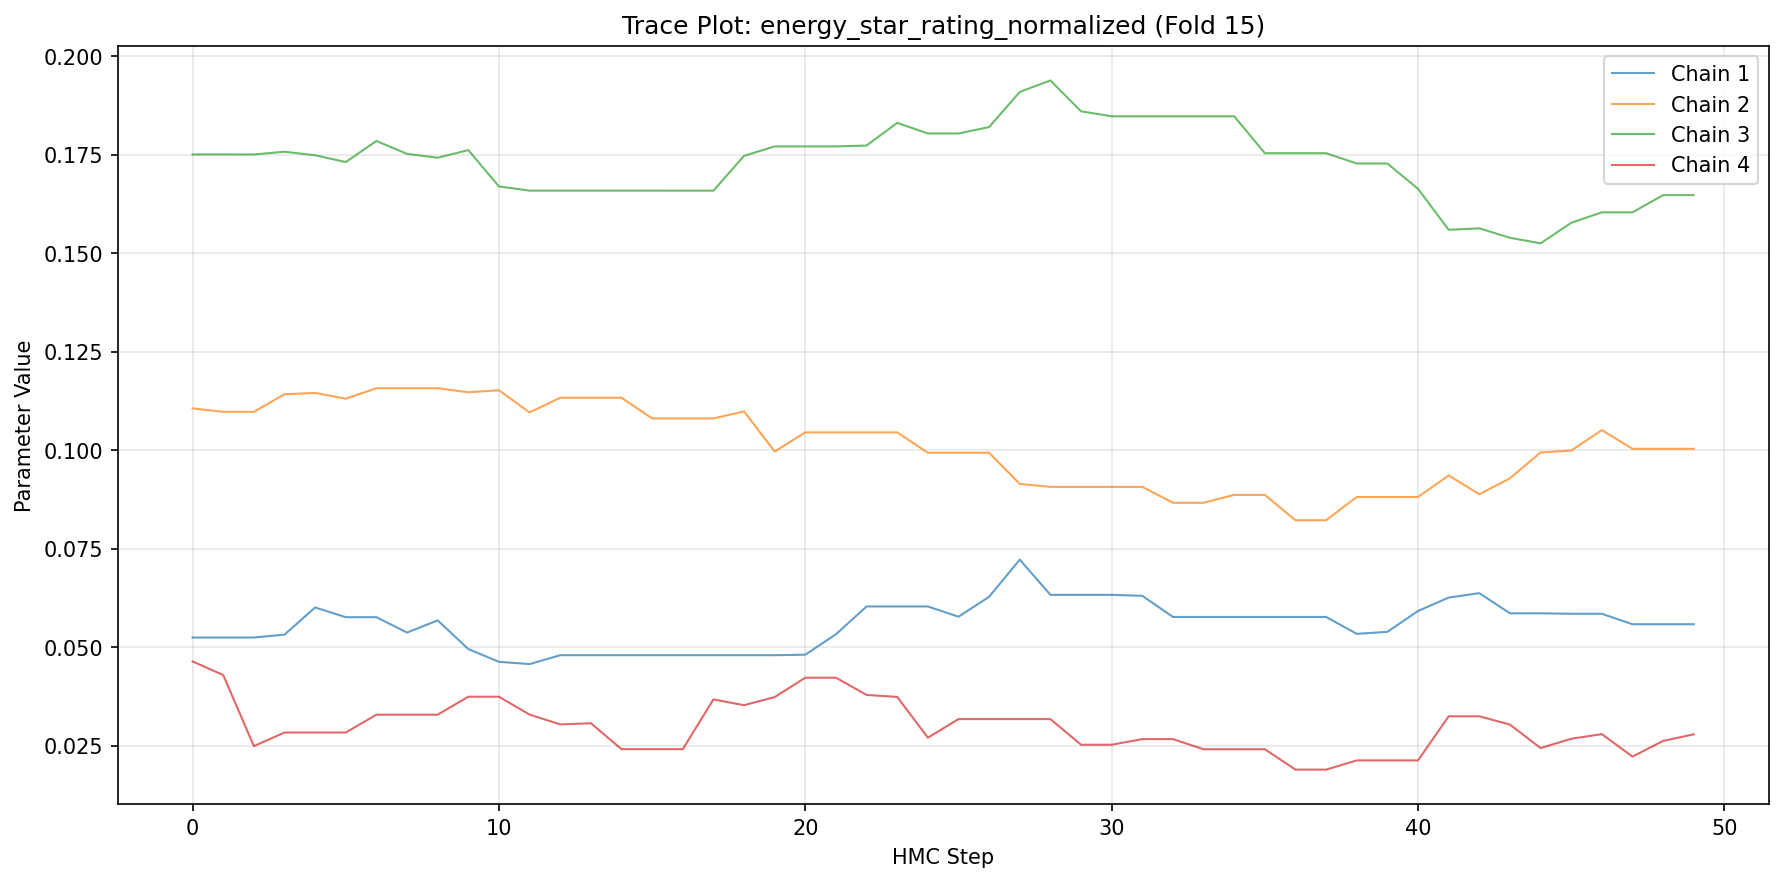 Trace Plot: energy_star_rating_normalized (Fold 15)
Chain 1
Chain 2
Chain 3
Chain 4
Parameter Value
0.200
0.175
0.150
0.125
0.100
0.075
0.050
0.025
0 10 20 30 40 50
HMC Step